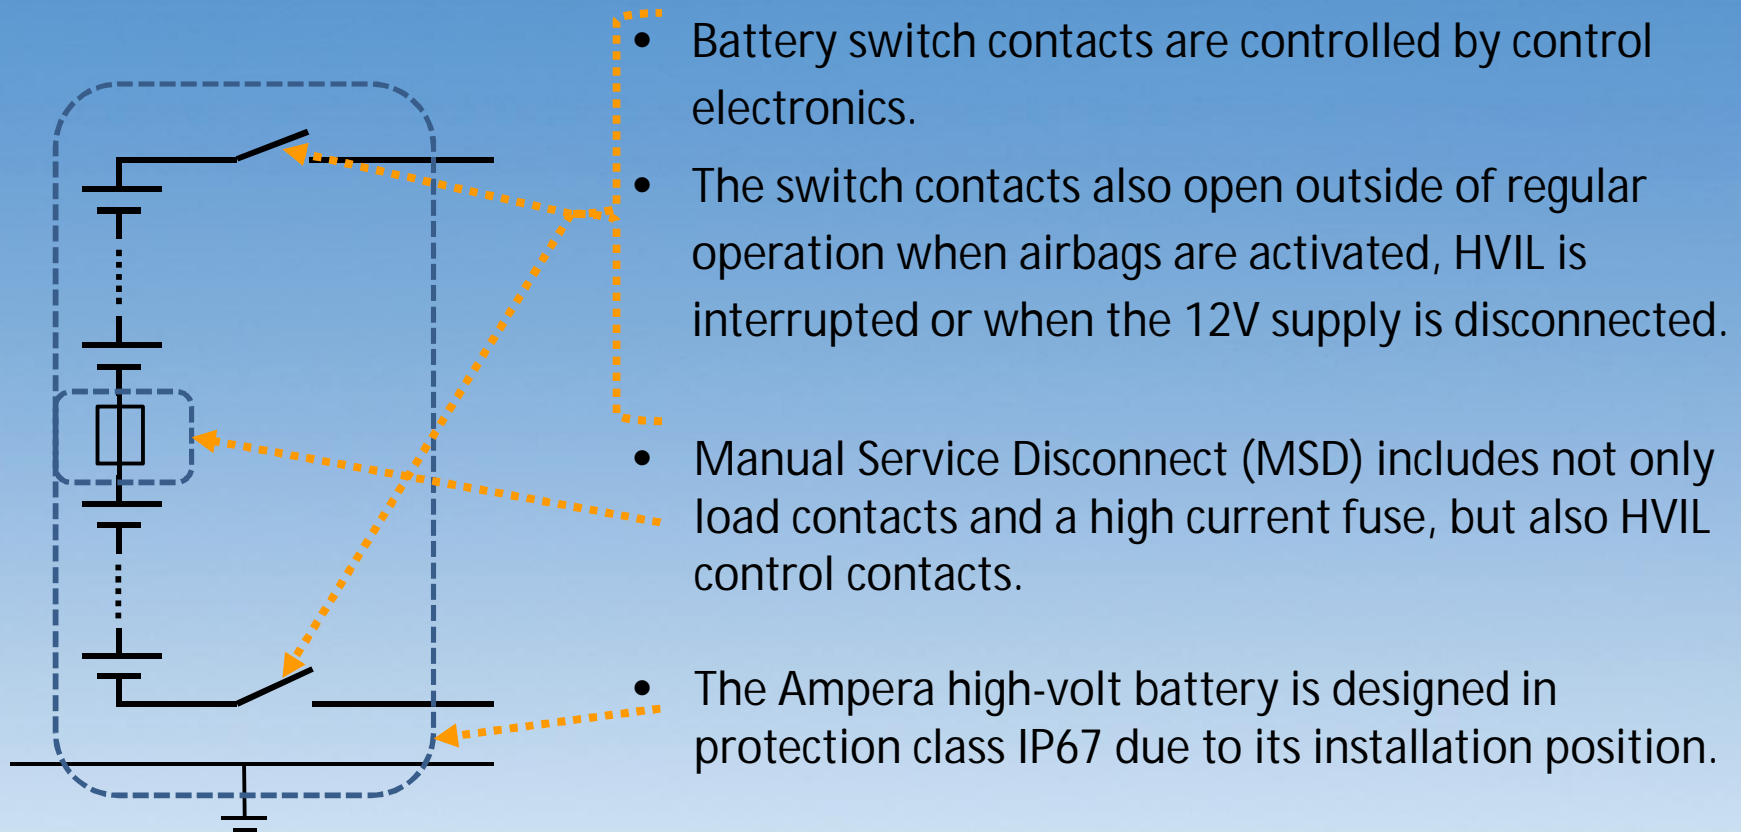 • Battery switch contacts are controlled by control
electronics.
• The switch contacts also open outside of regular
operation when airbags are activated, HVIL is
interrupted or when the 12V supply is disconnected.
• Manual Service Disconnect (MSD) includes not only
load contacts and a high current fuse, but also HVIL
control contacts.
• The Ampera high-volt battery is designed in
protection class IP67 due to its installation position.